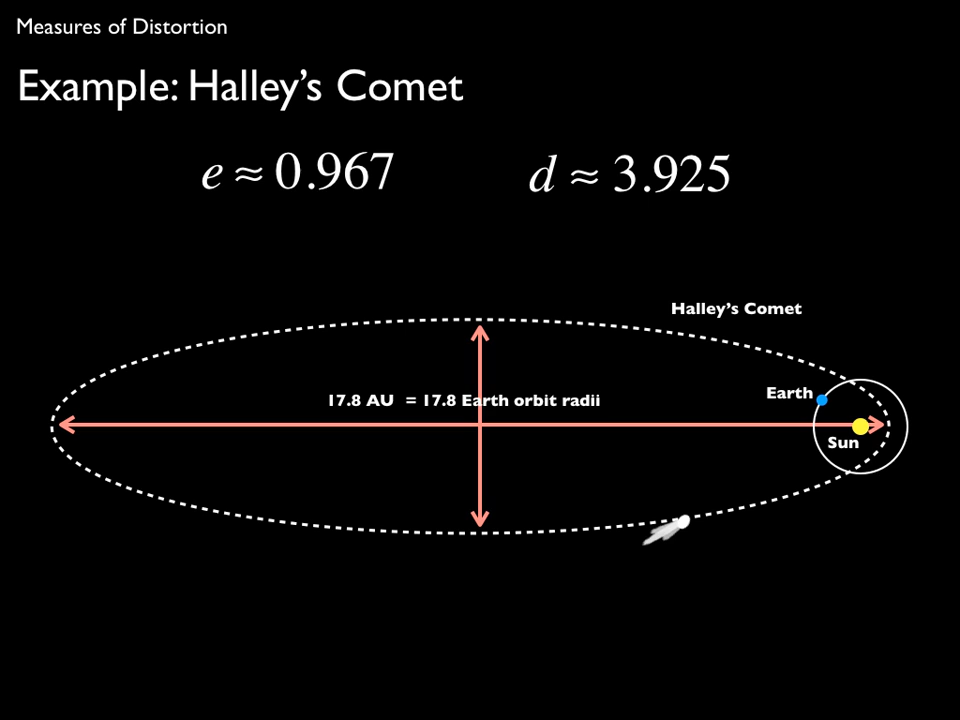 Measures of Distortion
Example: Halley’s Comet
e ≈ 0.967
d ≈ 3.925
Halley’s Comet
Earth
17.8 AU = 17.8 Earth orbit radii
Sun